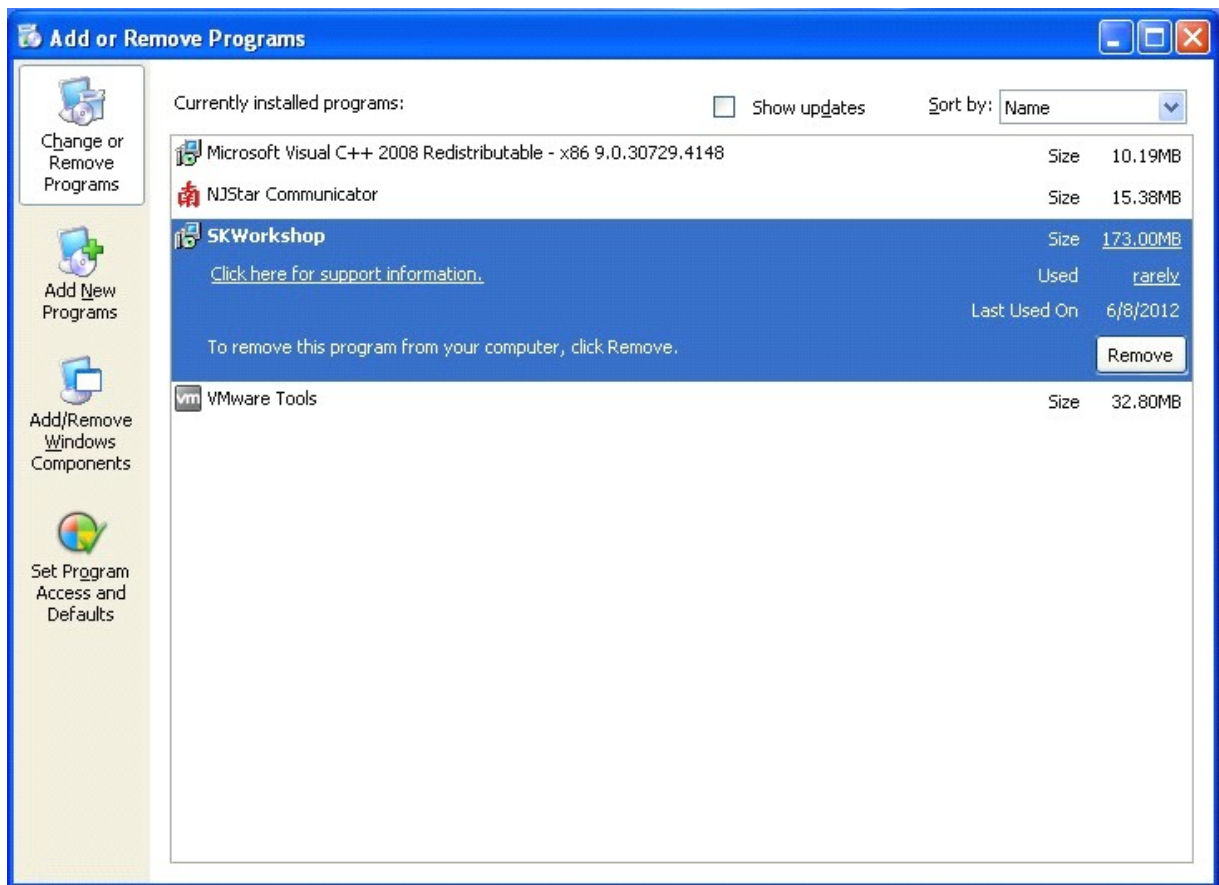 Add or Remove Programs
Change or
Remove
Programs
Add New
Programs
Add/Remove
Windows
Components
Set Program
Access and
Defaults
Currently installed programs:
Show updates
Sort by: Name
Microsoft Visual C++ 2008 Redistributable - x86 9.0.30729.4148 Size 10.19MB
南 NJStar Communicator Size 15.38MB
SKWorkshop Size 173.00MB
Click here for support information. Used rarely
Last Used On 6/8/2012
To remove this program from your computer, click Remove. Remove
vm VMware Tools Size 32.80MB